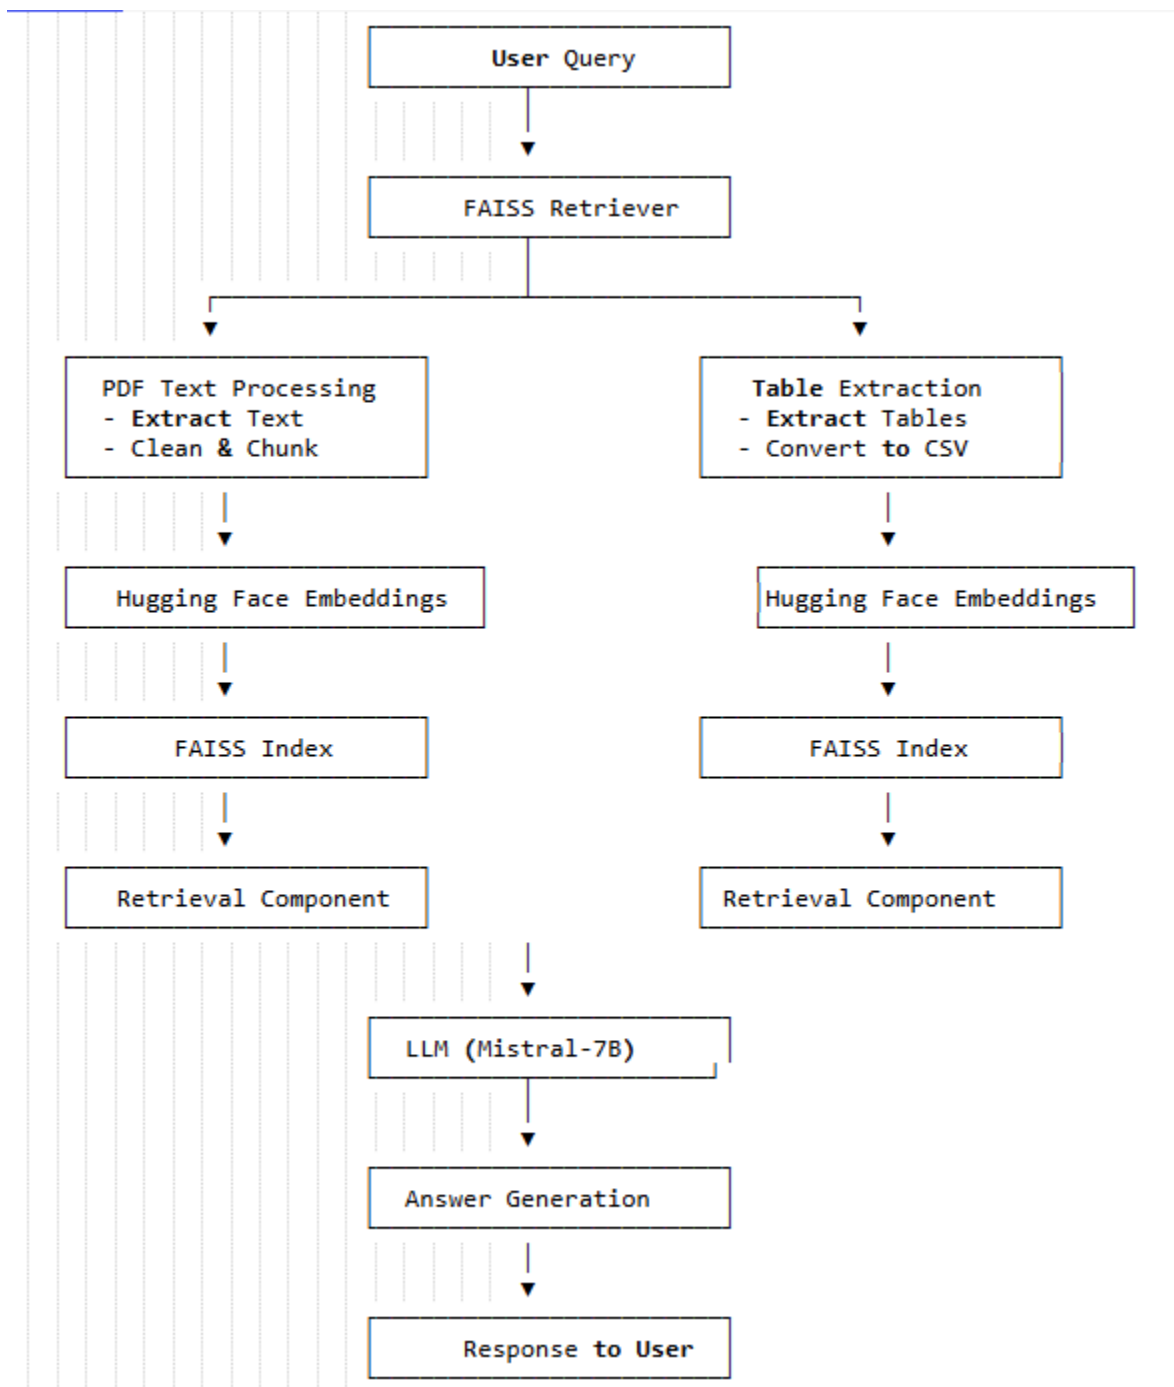 User Query
FAISS Retriever
PDF Text Processing
- Extract Text
- Clean & Chunk
Table Extraction
- Extract Tables
- Convert to CSV
Hugging Face Embeddings
Hugging Face Embeddings
FAISS Index
FAISS Index
Retrieval Component
Retrieval Component
LLM (Mistral-7B)
Answer Generation
Response to User